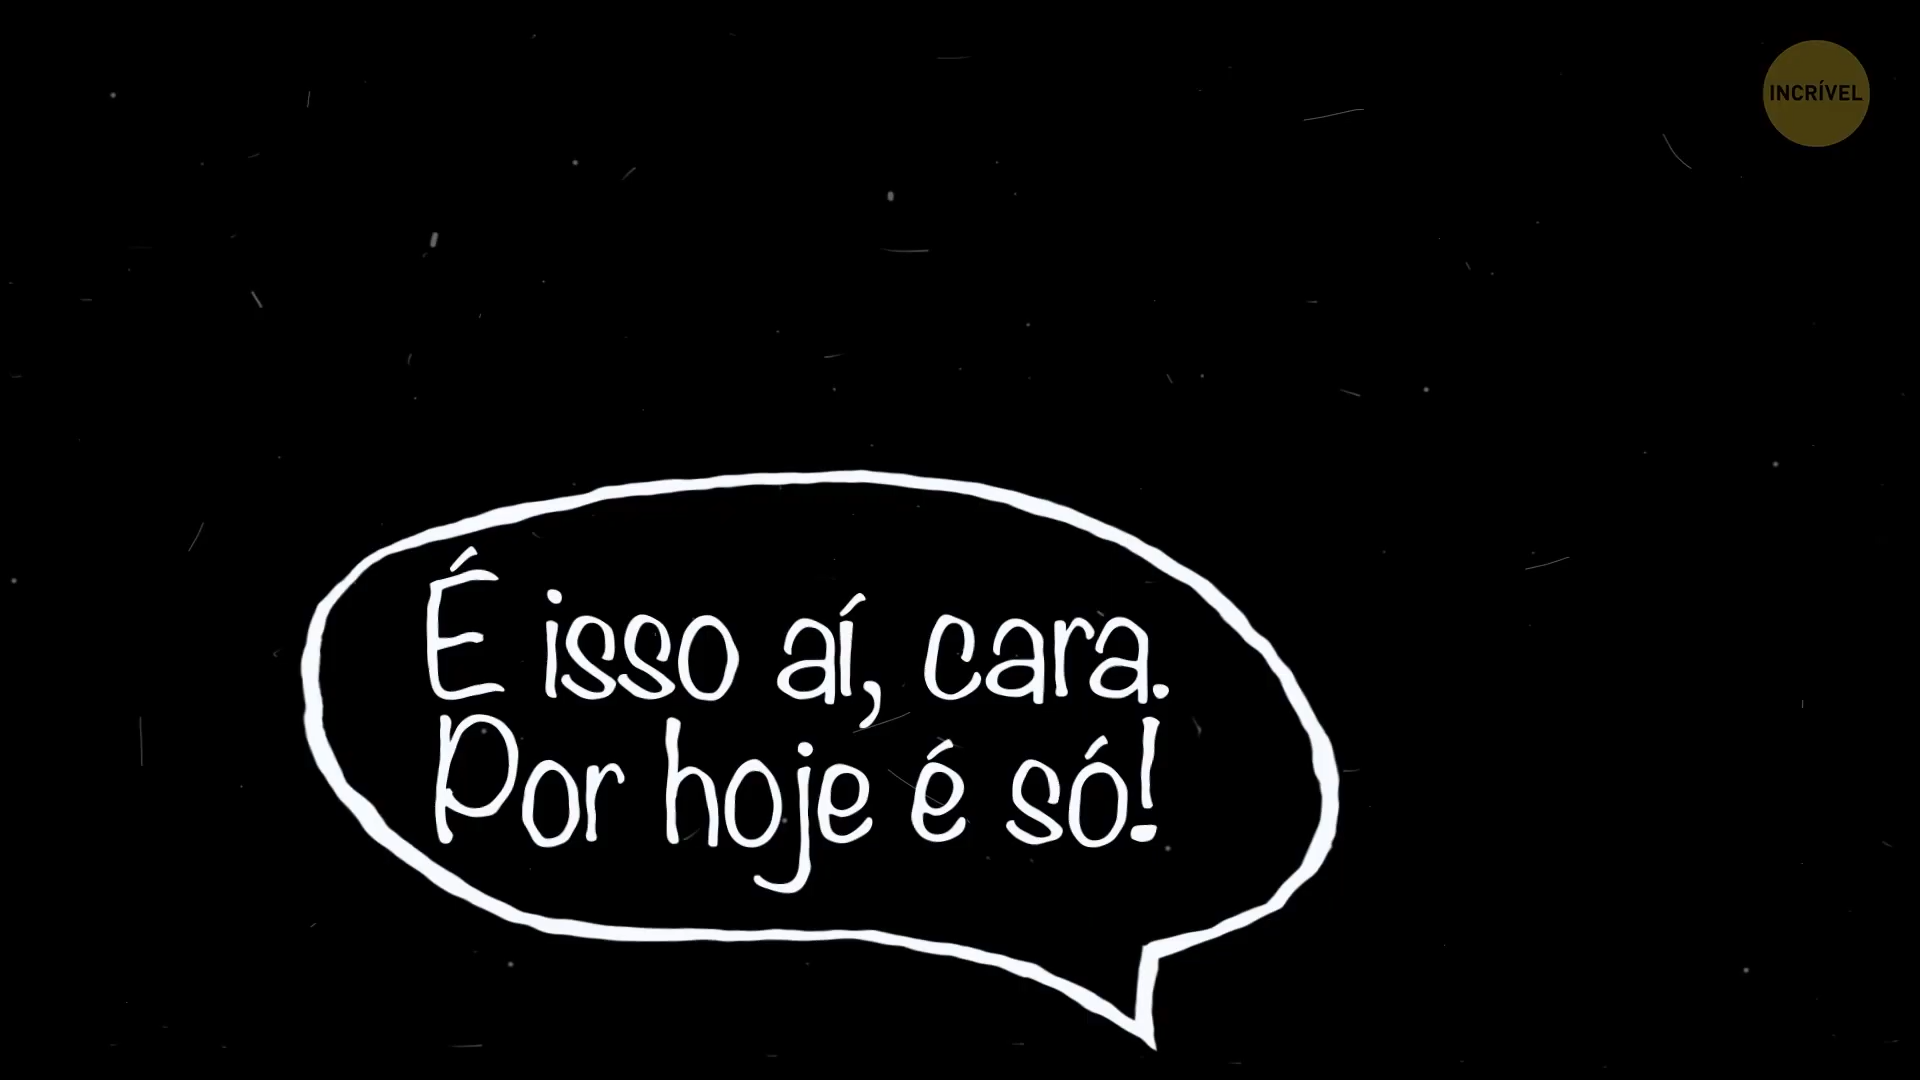 INCRÍVEL
É isso aí, cara.
Por hoje é só!